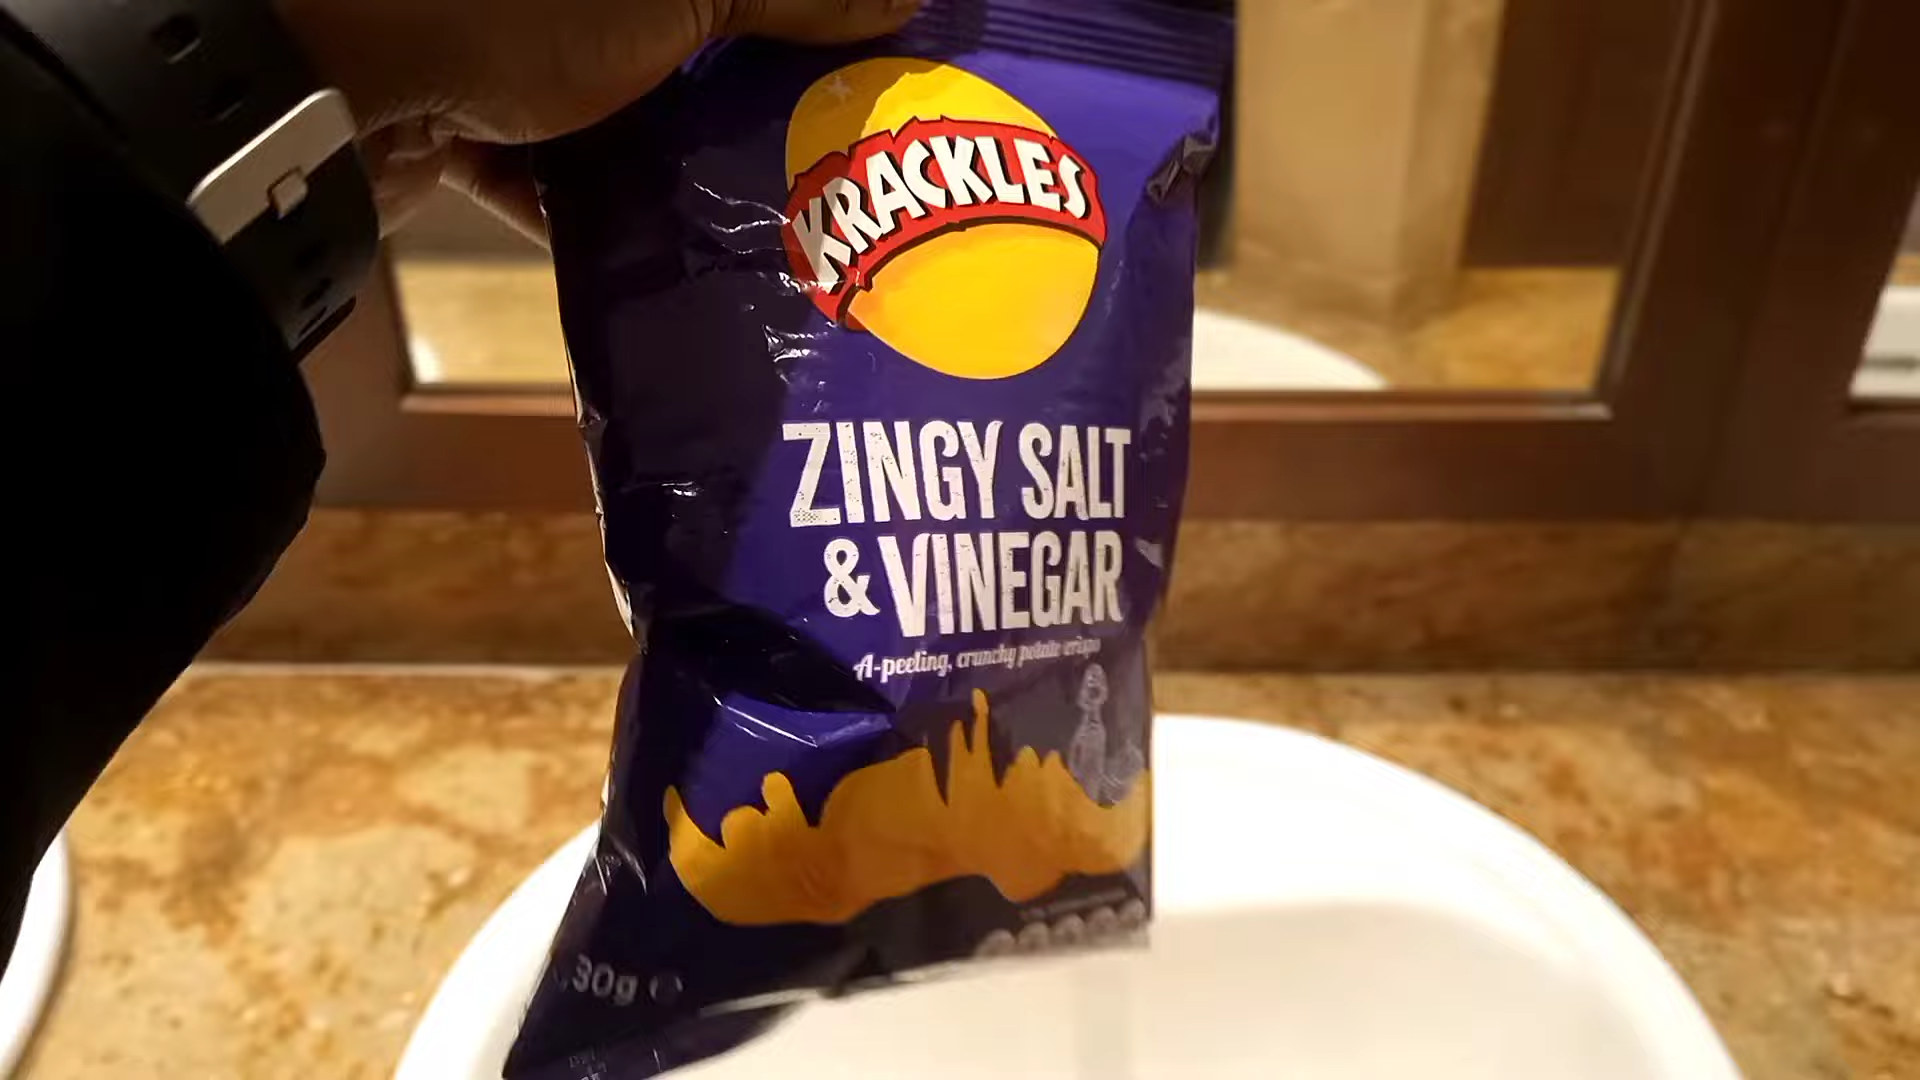 KRACKLES
ZINGY SALT
& VINEGAR
A-peeling, crunchy potato crisps
30g